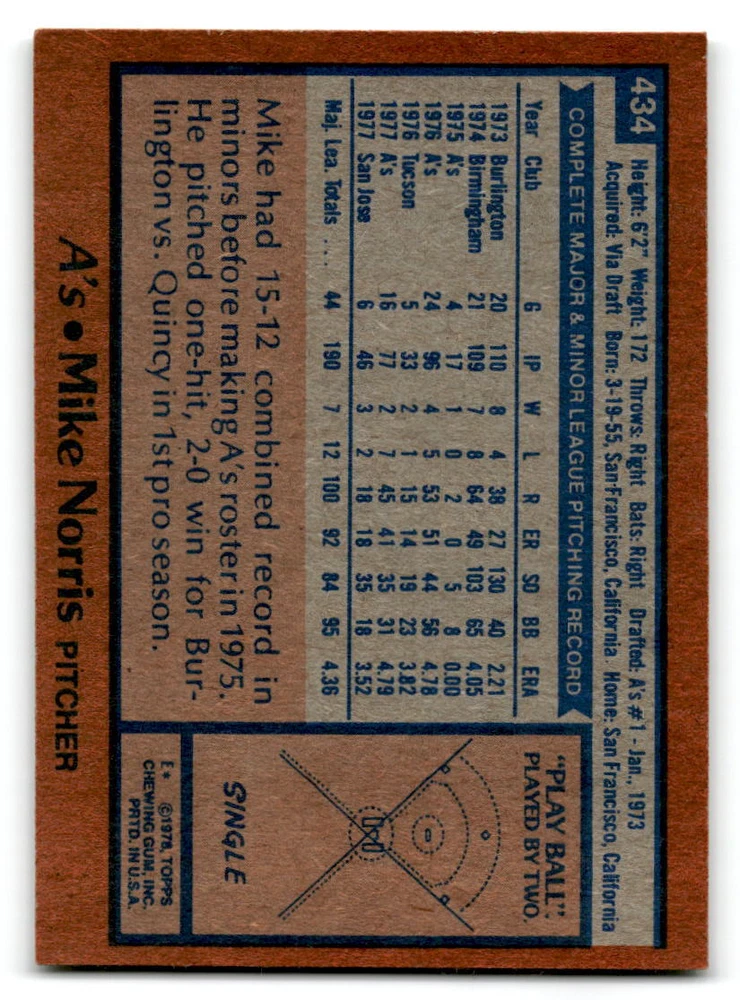 434
Height: 6'2" Weight: 172 Throws: Right Bats: Right Drafted: A's #1 - Jan., 1973
Acquired: Via Draft Born: 3-19-55, San Francisco, California Home: San Francisco, California
COMPLETE MAJOR & MINOR LEAGUE PITCHING RECORD
Year Club G IP W L R ER SO BB ERA
1973 Burlington 20 110 8 4 38 27 130 40 2.21
1974 Birmingham 21 109 7 8 64 49 103 65 4.05
1975 A's 4 17 1 0 2 0 5 8 0.00
1976 A's 24 96 4 5 53 51 44 56 4.78
1976 Tucson 5 33 2 1 15 14 19 23 3.82
1977 A's 16 77 2 7 45 41 35 31 4.79
1977 San Jose 6 46 3 2 18 18 35 18 3.52
Maj. Lea. Totals .... 44 190 7 12 100 92 84 95 4.36
Mike had 15-12 combined record in
minors before making A's roster in 1975.
He pitched one-hit, 2-0 win for Bur-
lington vs. Quincy in 1st pro season.
"PLAY BALL"
PLAYED BY TWO.
SINGLE
E* ©1978, TOPPS
CHEWING GUM, INC.
PRTD. IN U.S.A.
A's • Mike Norris PITCHER